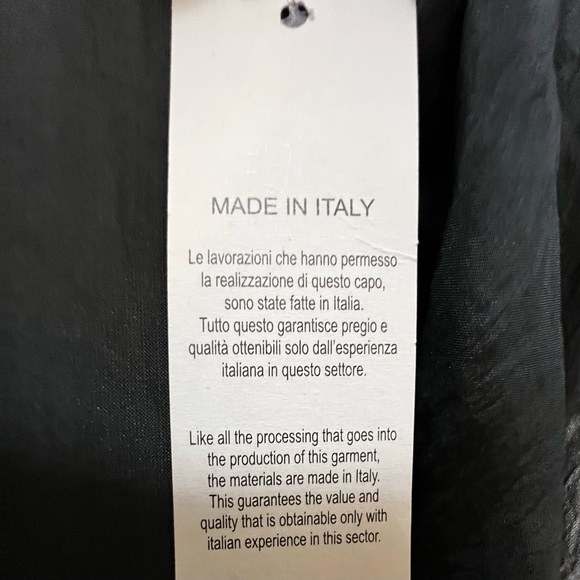 MADE IN ITALY
Le lavorazioni che hanno permesso
la realizzazione di questo capo,
sono state fatte in Italia.
Tutto questo garantisce pregio e
qualità ottenibili solo dall'esperienza
italiana in questo settore.
Like all the processing that goes into
the production of this garment,
the materials are made in Italy.
This guarantees the value and
quality that is obtainable only with
italian experience in this sector.